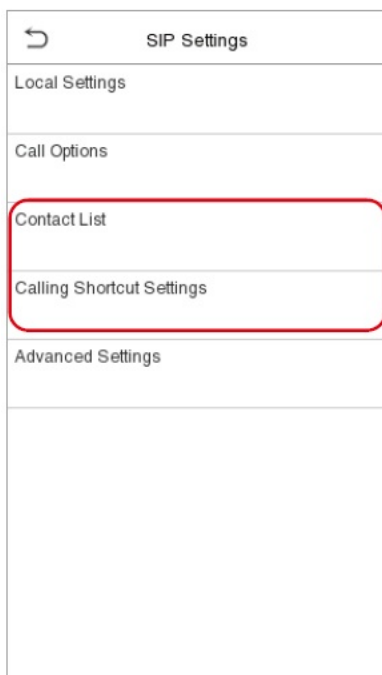 SIP Settings
Local Settings
Call Options
Contact List
Calling Shortcut Settings
Advanced Settings